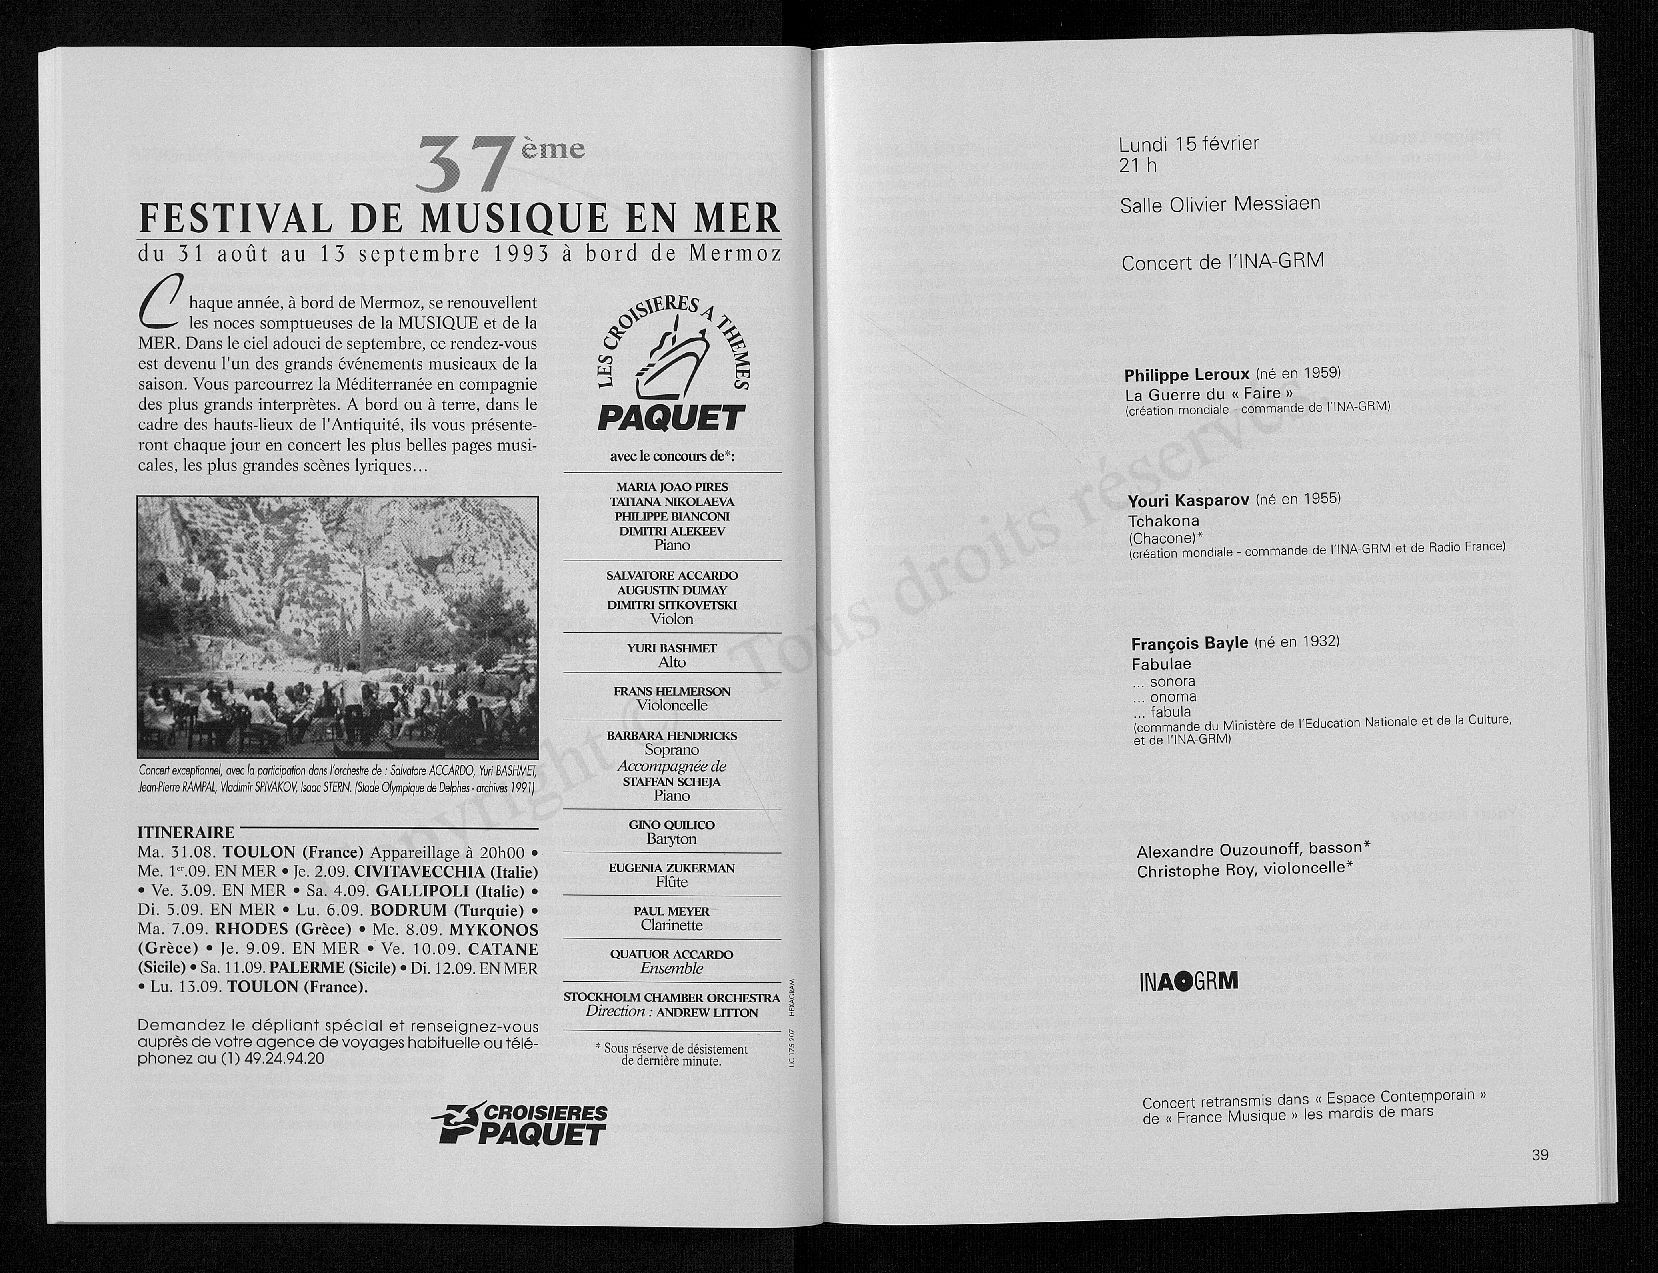 37ème
FESTIVAL DE MUSIQUE EN MER
du 31 août au 13 septembre 1993 à bord de Mermoz
Chaque année, à bord de Mermoz, se renouvellent
les noces somptueuses de la MUSIQUE et de la
MER. Dans le ciel adouci de septembre, ce rendez-vous
est devenu l'un des grands événements musicaux de la
saison. Vous parcourrez la Méditerranée en compagnie
des plus grands interprètes. A bord ou à terre, dans le
cadre des hauts-lieux de l'Antiquité, ils vous présente-
ront chaque jour en concert les plus belles pages musi-
cales, les plus grandes scènes lyriques...
Concert exceptionnel, avec la participation dans l'orchestre de : Salvatore ACCARDO, Yuri BASHMET,
Jean-Pierre RAMPAL, Vladimir SPIVAKOV, Isaac STERN. (Stade Olympique de Delphes - archives 1991)
ITINERAIRE
Ma. 31.08. TOULON (France) Appareillage à 20h00 •
Me. 1er.09. EN MER • Je. 2.09. CIVITAVECCHIA (Italie)
• Ve. 3.09. EN MER • Sa. 4.09. GALLIPOLI (Italie) •
Di. 5.09. EN MER • Lu. 6.09. BODRUM (Turquie) •
Ma. 7.09. RHODES (Grèce) • Me. 8.09. MYKONOS
(Grèce) • Je. 9.09. EN MER • Ve. 10.09. CATANE
(Sicile) • Sa. 11.09. PALERME (Sicile) • Di. 12.09. EN MER
• Lu. 13.09. TOULON (France).
Demandez le dépliant spécial et renseignez-vous
auprès de votre agence de voyages habituelle ou télé-
phonez au (1) 49.24.94.20
LES CROISIERES A THEMES
PAQUET
avec le concours de*:
MARIA JOAO PIRES
TATIANA NIKOLAEVA
PHILIPPE BIANCONI
DIMITRI ALEKEEV
Piano
SALVATORE ACCARDO
AUGUSTIN DUMAY
DIMITRI SITKOVETSKI
Violon
YURI BASHMET
Alto
FRANS HELMERSON
Violoncelle
BARBARA HENDRICKS
Soprano
Accompagnée de
STAFFAN SCHEJA
Piano
GINO QUILICO
Baryton
EUGENIA ZUKERMAN
Flûte
PAUL MEYER
Clarinette
QUATUOR ACCARDO
Ensemble
STOCKHOLM CHAMBER ORCHESTRA
Direction : ANDREW LITTON
* Sous réserve de désistement
de dernière minute.
HEXAGRAM
CROISIERES
PAQUET
Lundi 15 février
21 h
Salle Olivier Messiaen
Concert de l'INA-GRM
Philippe Leroux (né en 1959)
La Guerre du « Faire »
(création mondiale - commande de l'INA-GRM)
Youri Kasparov (né en 1955)
Tchakona
(Chacone)*
(création mondiale - commande de l'INA-GRM et de Radio France)
François Bayle (né en 1932)
Fabulae
... sonora
... onoma
... fabula
(commande du Ministère de l'Education Nationale et de la Culture,
et de l'INA-GRM)
Alexandre Ouzounoff, basson*
Christophe Roy, violoncelle*
INA GRM
Concert retransmis dans « Espace Contemporain »
de « France Musique » les mardis de mars
39
Copyright © Tous droits réservés.